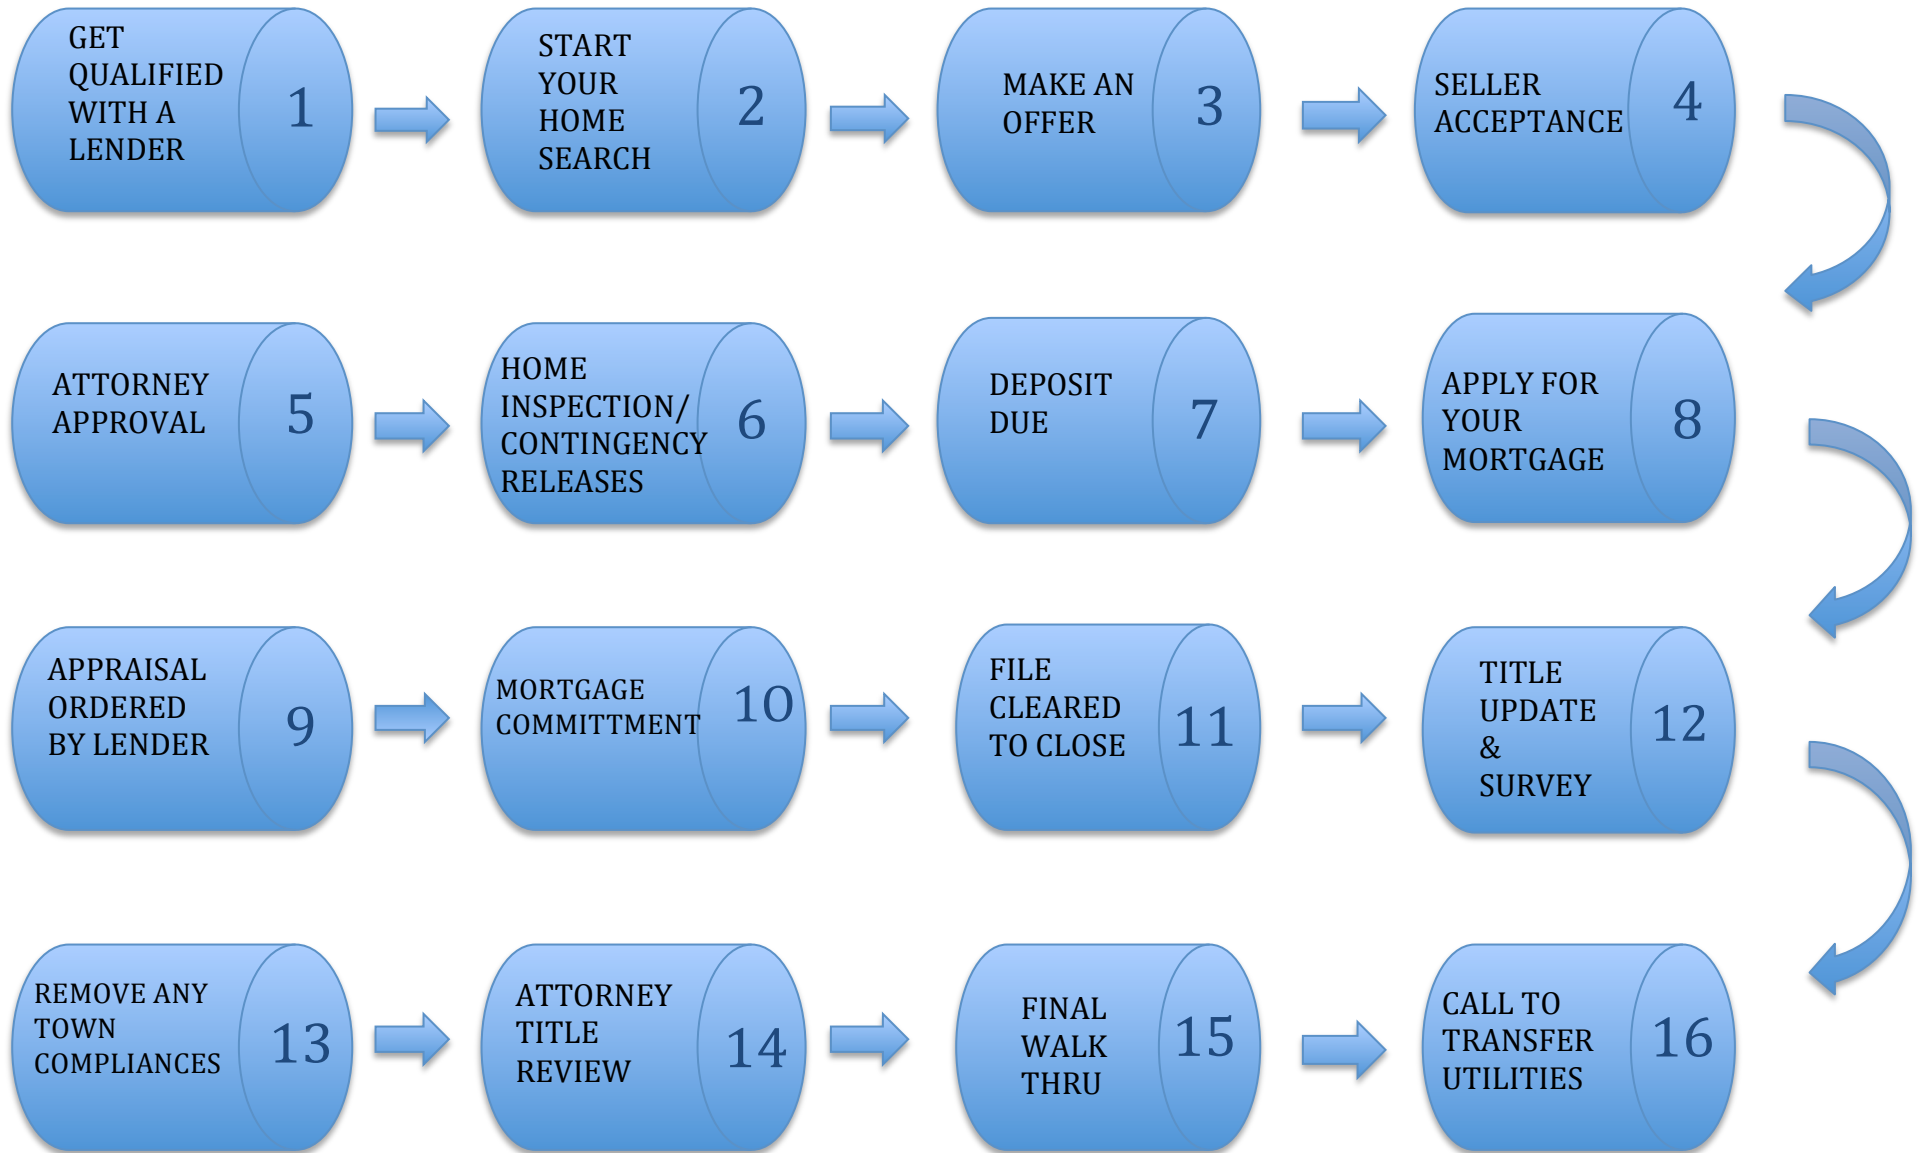 GET
QUALIFIED
WITH A
LENDER
1
START
YOUR
HOME
SEARCH
2
MAKE AN
OFFER
3
SELLER
ACCEPTANCE
4
ATTORNEY
APPROVAL
5
HOME
INSPECTION/
CONTINGENCY
RELEASES
6
DEPOSIT
DUE
7
APPLY FOR
YOUR
MORTGAGE
8
APPRAISAL
ORDERED
BY LENDER
9
MORTGAGE
COMMITTMENT
10
FILE
CLEARED
TO CLOSE
11
TITLE
UPDATE
&
SURVEY
12
REMOVE ANY
TOWN
COMPLIANCES
13
ATTORNEY
TITLE
REVIEW
14
FINAL
WALK
THRU
15
CALL TO
TRANSFER
UTILITIES
16